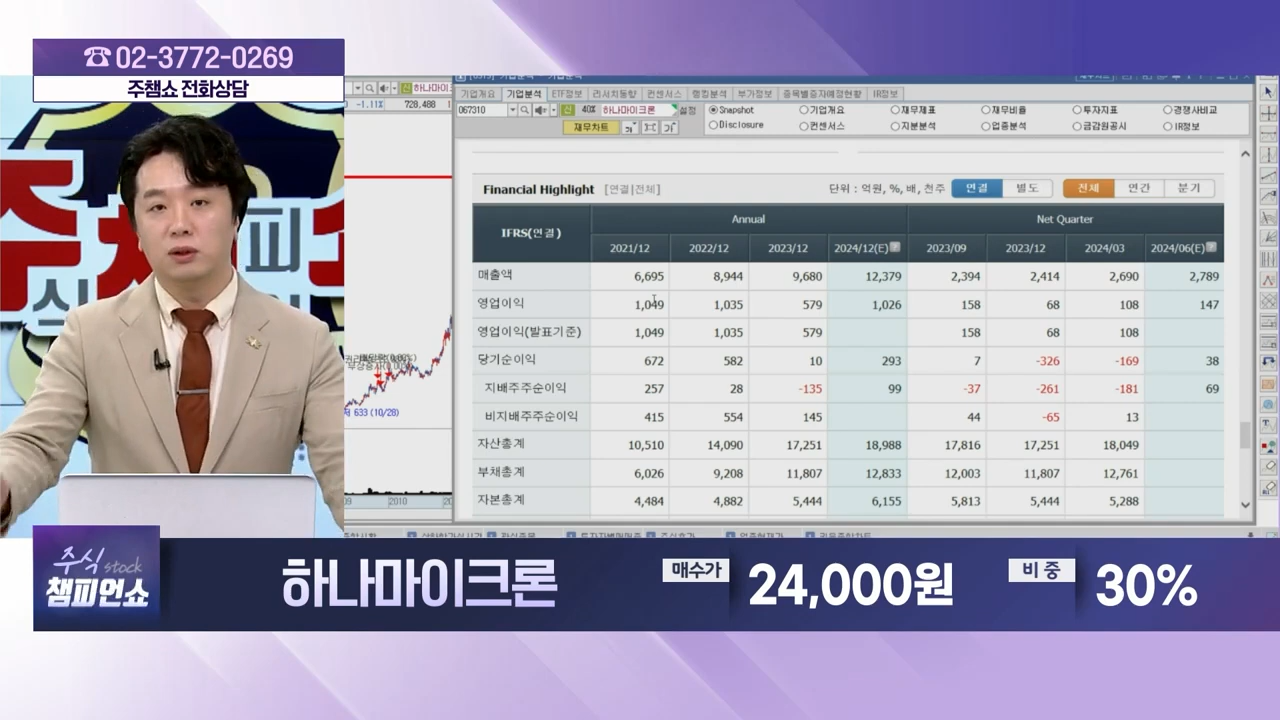 ☎02-3772-0269
주챔쇼 전화상담
-1.11% 728,488
기업개요 기업분석 ETF정보 리서치동향 컨센서스 랭킹분석 부가정보 종목별증자예정현황 IR정보
067310 신 40% 하나마이크론 설정
Snapshot 기업개요 재무제표 재무비율 투자지표 경쟁사비교
Disclosure 컨센서스 지분분석 업종분석 금감원공시 IR정보
재무차트
Financial Highlight [연결|전체] 단위 : 억원, %, 배, 천주 연결 별도 전체 연간 분기
IFRS(연결) Annual Net Quarter
2021/12 2022/12 2023/12 2024/12(E) 2023/09 2023/12 2024/03 2024/06(E)
매출액 6,695 8,944 9,680 12,379 2,394 2,414 2,690 2,789
영업이익 1,049 1,035 579 1,026 158 68 108 147
영업이익(발표기준) 1,049 1,035 579 158 68 108
당기순이익 672 582 10 293 7 -326 -169 38
지배주주순이익 257 28 -135 99 -37 -261 -181 69
비지배주주순이익 415 554 145 44 -65 13
자산총계 10,510 14,090 17,251 18,988 17,816 17,251 18,049
부채총계 6,026 9,208 11,807 12,833 12,003 11,807 12,761
자본총계 4,484 4,882 5,444 6,155 5,813 5,444 5,288
633 (10/28)
2010
주식 stock
챔피언쇼
하나마이크론 매수가 24,000원 비중 30%